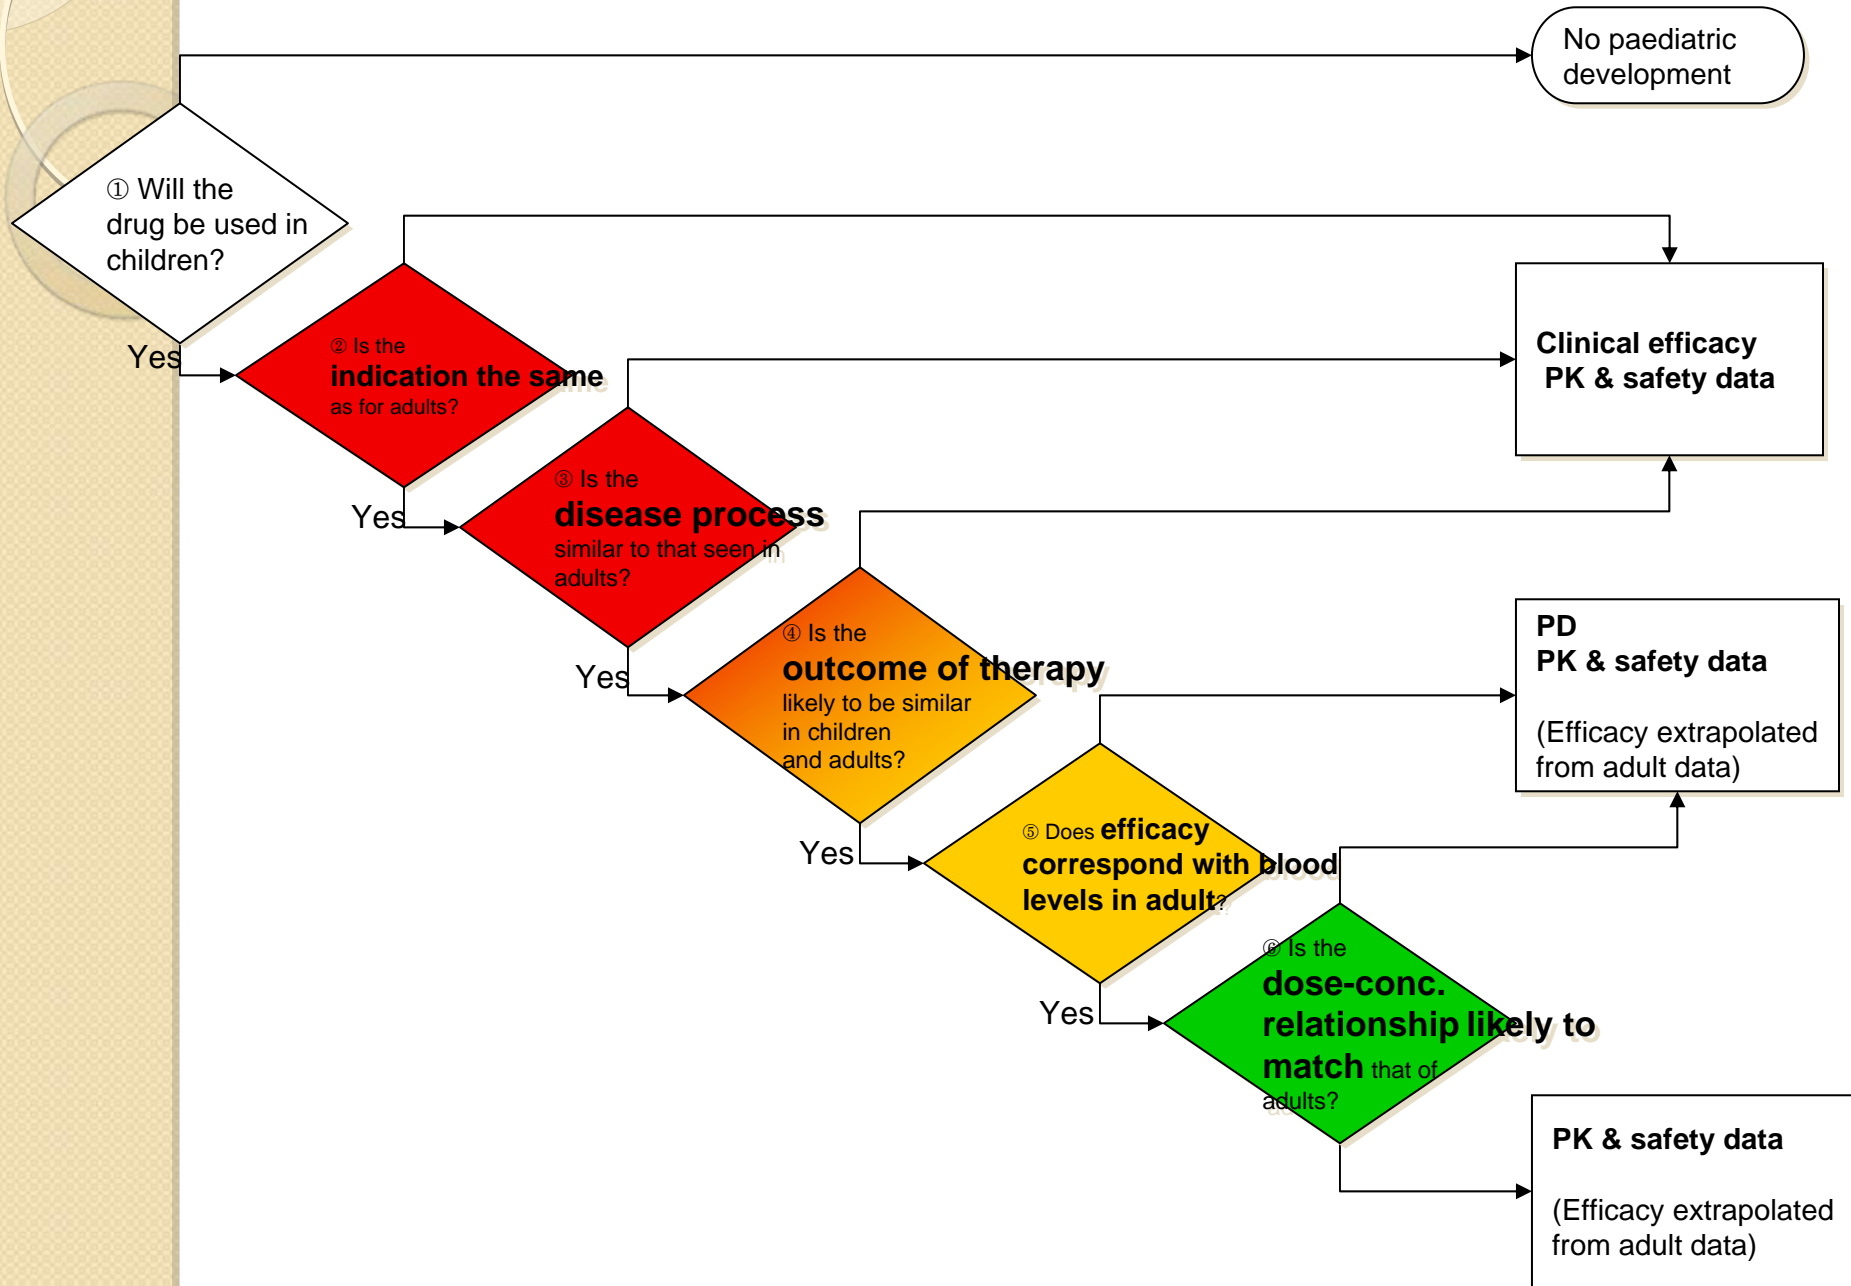 No paediatric
development
① Will the
drug be used in
children?
Yes
② Is the
indication the same
as for adults?
Clinical efficacy
PK & safety data
Yes
③ Is the
disease process
similar to that seen in
adults?
Yes
④ Is the
outcome of therapy
likely to be similar
in children
and adults?
PD
PK & safety data
(Efficacy extrapolated
from adult data)
Yes
⑤ Does efficacy
correspond with blood
levels in adult?
Yes
⑥ Is the
dose-conc.
relationship likely to
match that of
adults?
PK & safety data
(Efficacy extrapolated
from adult data)